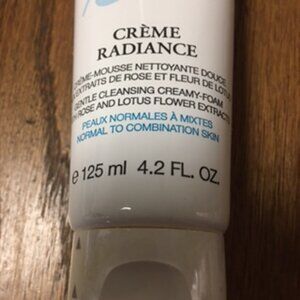 CRÈME
RADIANCE
CRÈME-MOUSSE NETTOYANTE DOUCE
EXTRAITS DE ROSE ET FLEUR DE LOTUS
GENTLE CLEANSING CREAMY-FOAM
ROSE AND LOTUS FLOWER EXTRACTS
PEAUX NORMALES À MIXTES
NORMAL TO COMBINATION SKIN
e 125 ml 4.2 FL. OZ.